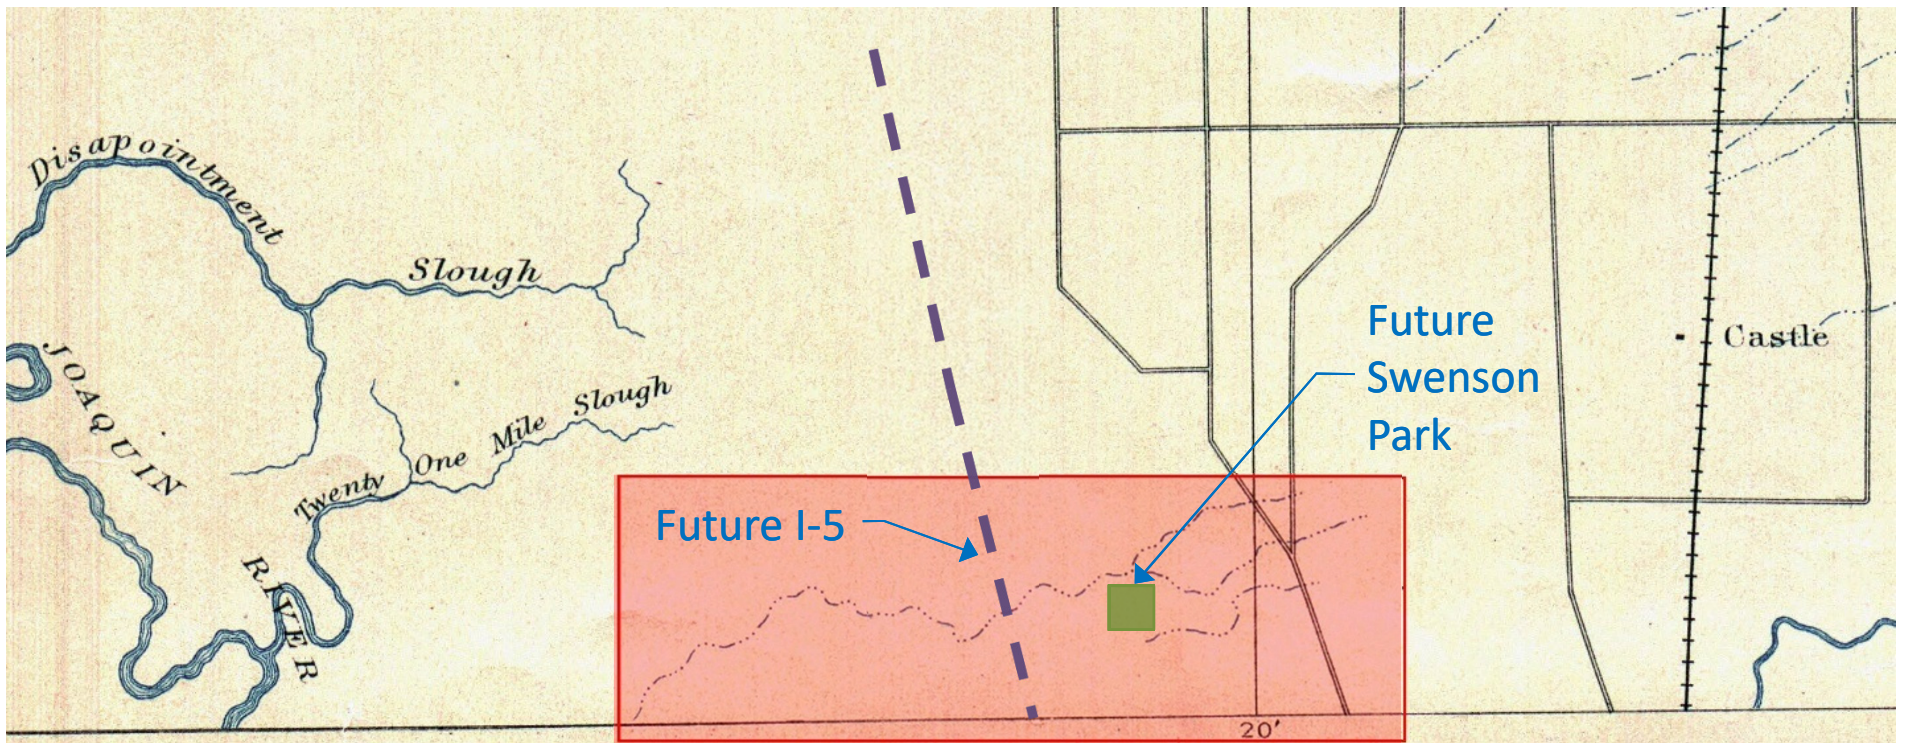 Disapointment
Slough
JOAQUIN
RIVER
Twenty One Mile Slough
Future I-5
Future
Swenson
Park
Castle
20'